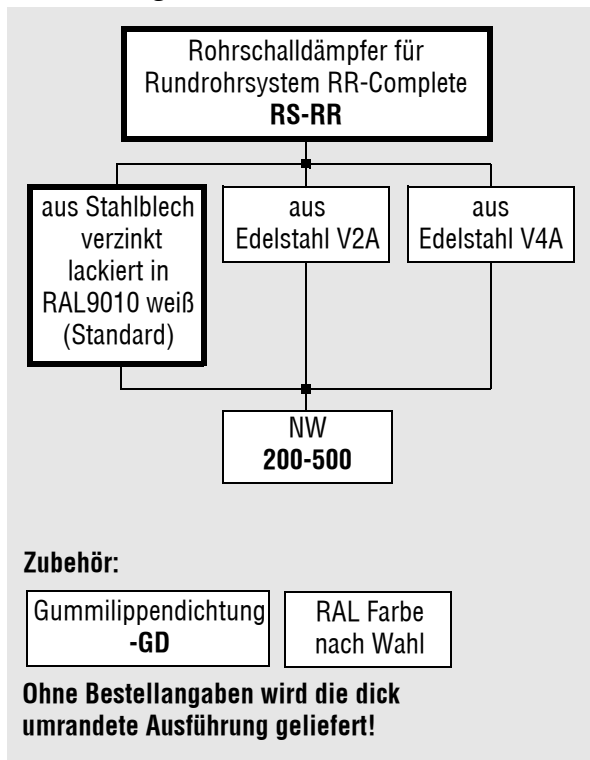 Rohrschalldämpfer für
Rundrohrsystem RR-Complete
RS-RR
aus Stahlblech
verzinkt
lackiert in
RAL9010 weiß
(Standard)
aus
Edelstahl V2A
aus
Edelstahl V4A
NW
200-500
Zubehör:
Gummilippendichtung
-GD
RAL Farbe
nach Wahl
Ohne Bestellangaben wird die dick
umrandete Ausführung geliefert!